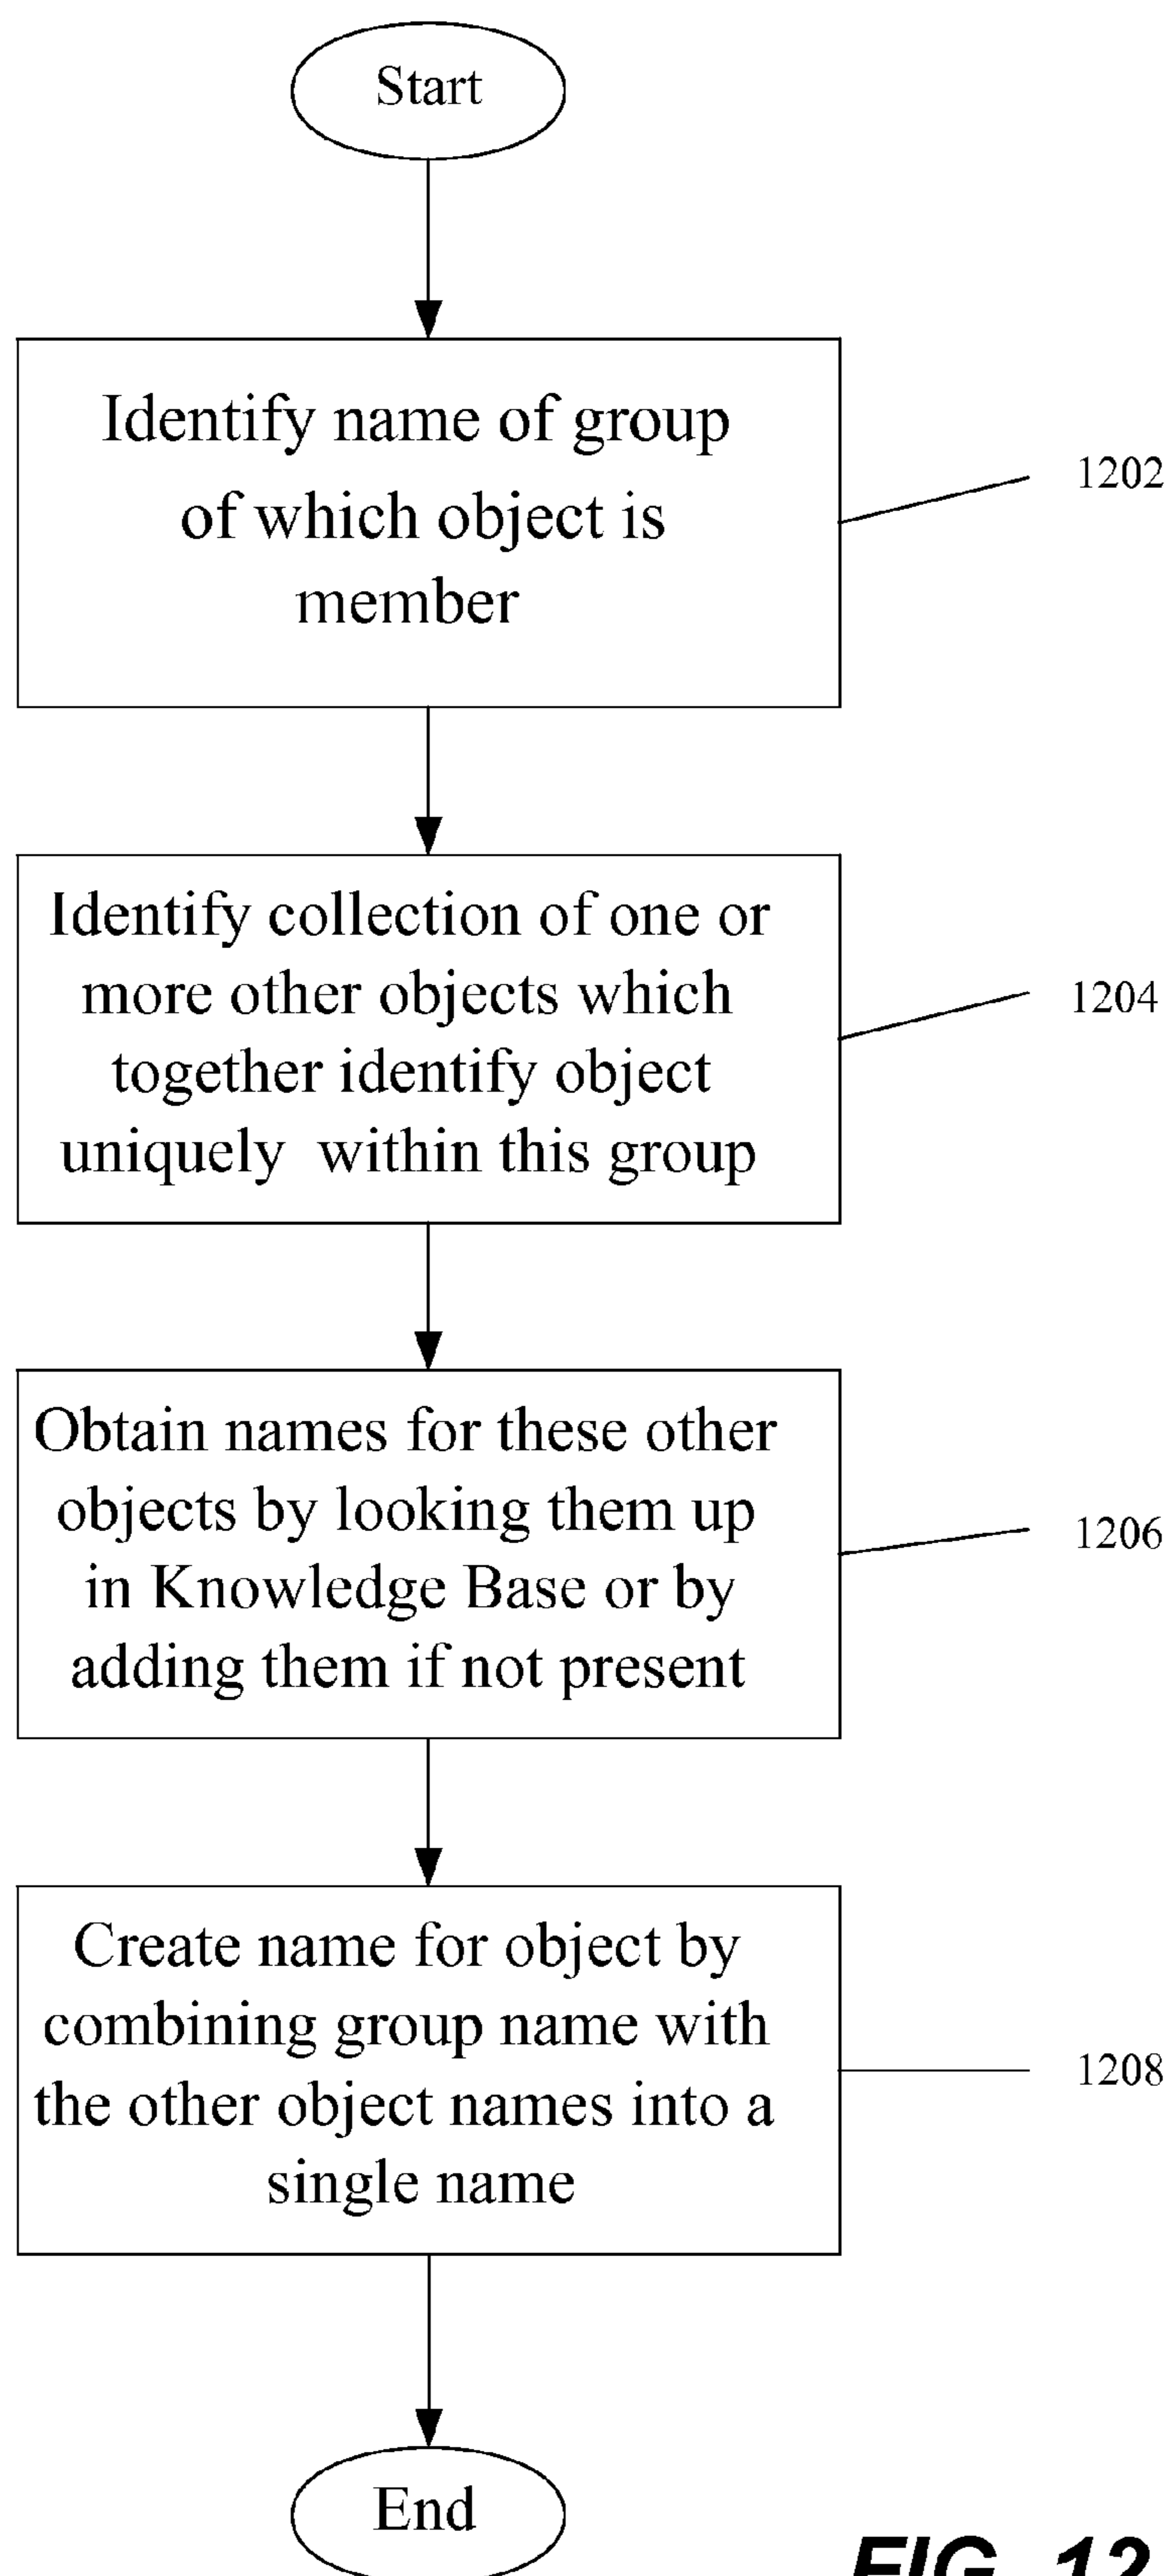 Start
Identify name of group
of which object is
member
1202
Identify collection of one or
more other objects which
together identify object
uniquely within this group
1204
Obtain names for these other
objects by looking them up
in Knowledge Base or by
adding them if not present
1206
Create name for object by
combining group name with
the other object names into a
single name
1208
End
FIG. 12